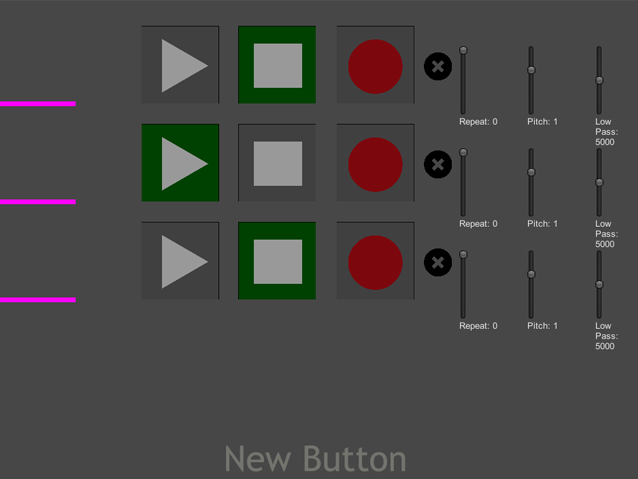 Repeat: 0
Pitch: 1
Low
Pass:
5000
Repeat: 0
Pitch: 1
Low
Pass:
5000
Repeat: 0
Pitch: 1
Low
Pass:
5000
New Button